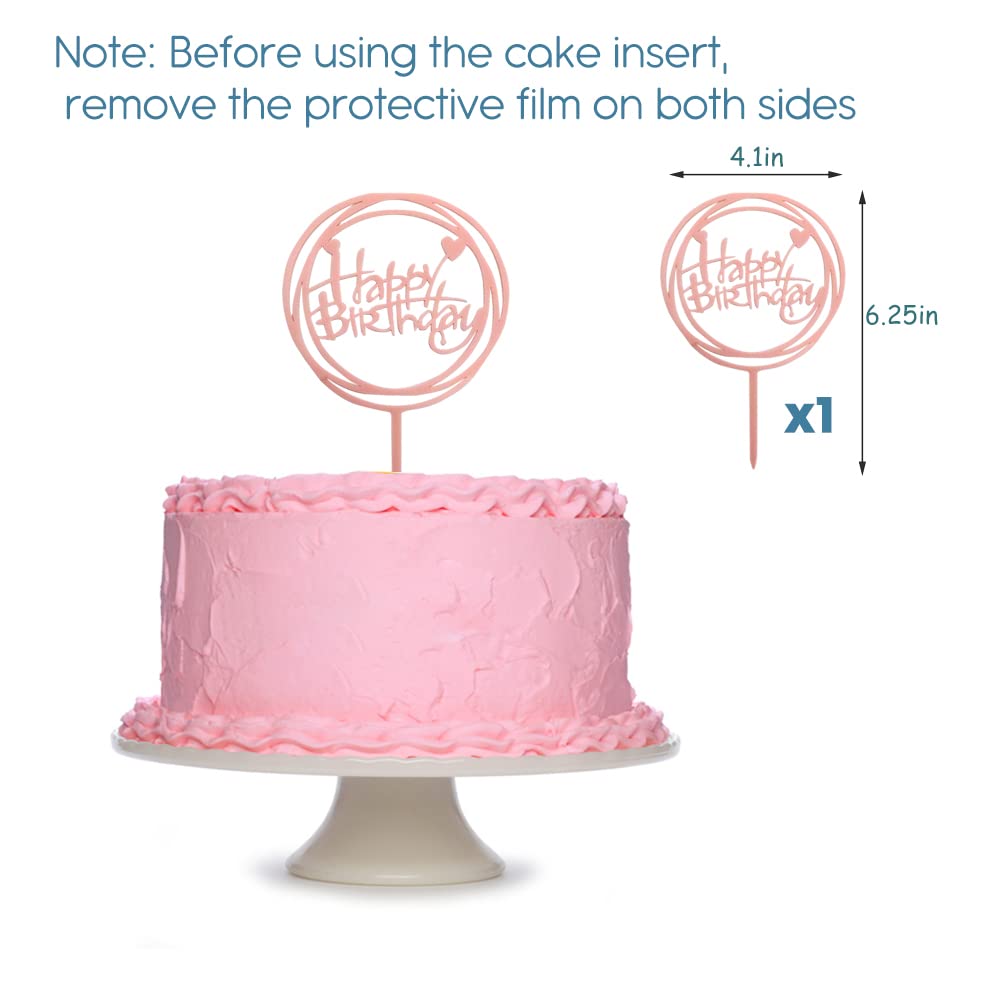 Note: Before using the cake insert,
remove the protective film on both sides
4.1in
Happy
Birthday
Happy
Birthday
6.25in
x1